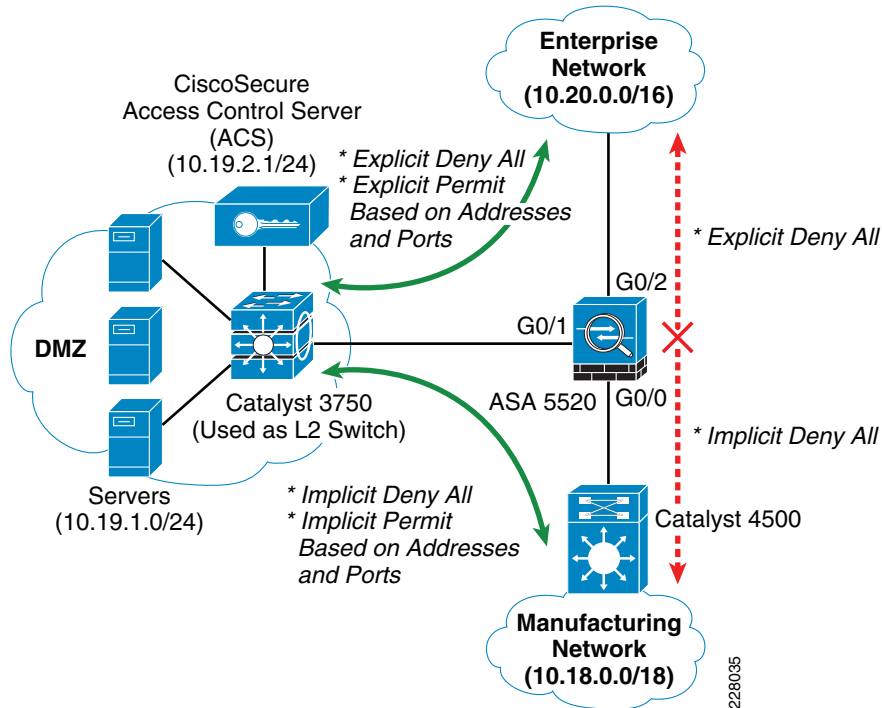 Enterprise
Network
(10.20.0.0/16)
CiscoSecure
Access Control Server
(ACS)
(10.19.2.1/24)
* Explicit Deny All
* Explicit Permit
Based on Addresses
and Ports
* Explicit Deny All
G0/2
G0/1
DMZ
ASA 5520
G0/0
Catalyst 3750
(Used as L2 Switch)
* Implicit Deny All
Servers
(10.19.1.0/24)
* Implicit Deny All
* Implicit Permit
Based on Addresses
and Ports
Catalyst 4500
Manufacturing
Network
(10.18.0.0/18)
228035